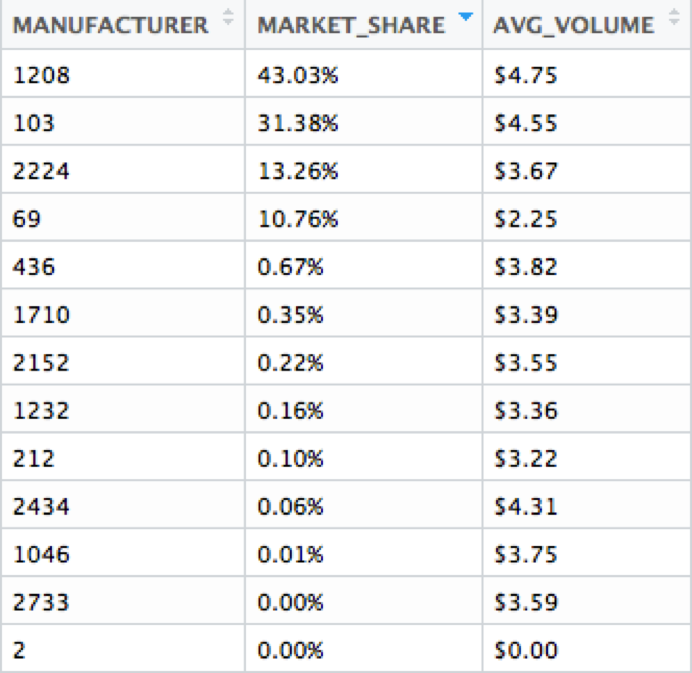 MANUFACTURER MARKET_SHARE AVG_VOLUME
1208 43.03% $4.75
103 31.38% $4.55
2224 13.26% $3.67
69 10.76% $2.25
436 0.67% $3.82
1710 0.35% $3.39
2152 0.22% $3.55
1232 0.16% $3.36
212 0.10% $3.22
2434 0.06% $4.31
1046 0.01% $3.75
2733 0.00% $3.59
2 0.00% $0.00